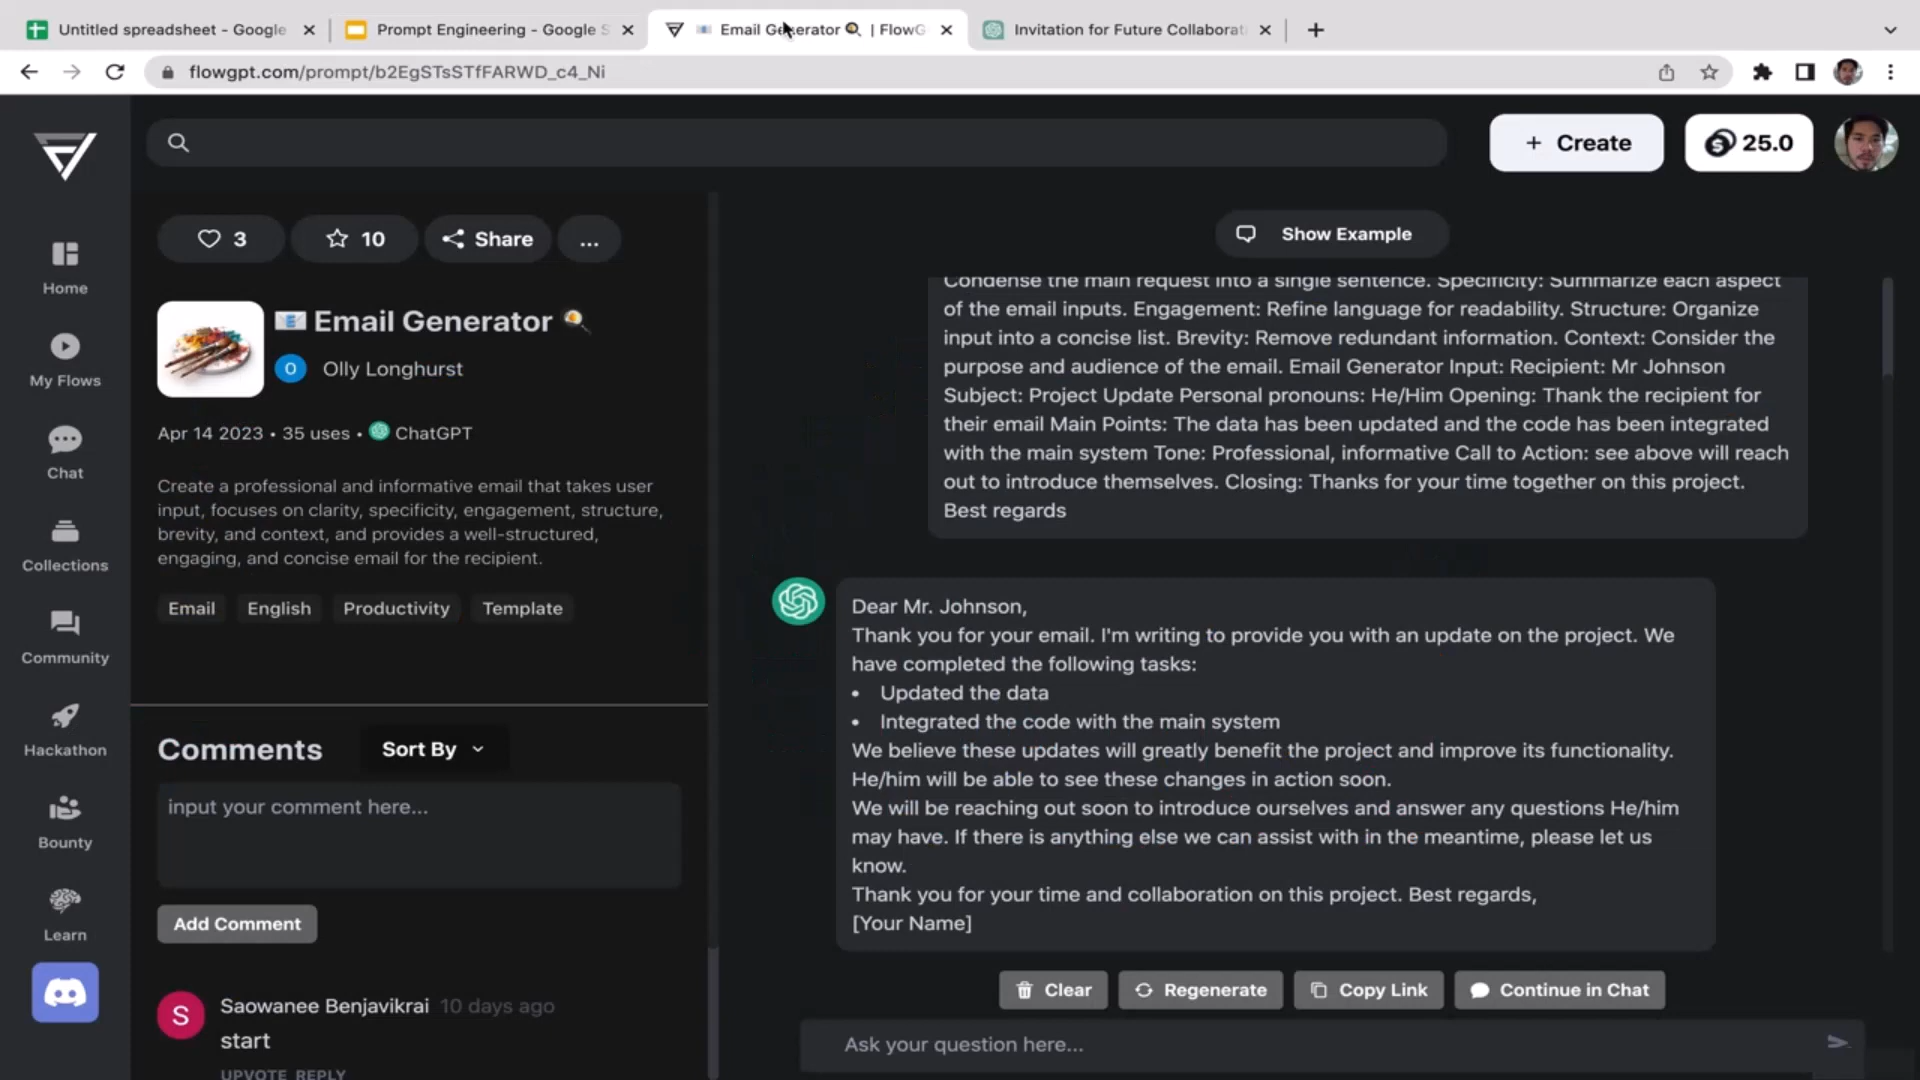 Untitled spreadsheet - Google
Prompt Engineering - Google S
Email Generator | FlowG
Invitation for Future Collaborat
flowgpt.com/prompt/b2EgSTsSTfFARWD_c4_Ni
+ Create
25.0
Home
My Flows
Chat
Collections
Community
Hackathon
Bounty
Learn
3
10
Share
...
Email Generator
O
Olly Longhurst
Apr 14 2023 • 35 uses • ChatGPT
Create a professional and informative email that takes user
input, focuses on clarity, specificity, engagement, structure,
brevity, and context, and provides a well-structured,
engaging, and concise email for the recipient.
Email
English
Productivity
Template
Comments
Sort By
input your comment here...
Add Comment
S
Saowanee Benjavikrai 10 days ago
start
UPVOTE REPLY
Show Example
Condense the main request into a single sentence. Specificity: Summarize each aspect
of the email inputs. Engagement: Refine language for readability. Structure: Organize
input into a concise list. Brevity: Remove redundant information. Context: Consider the
purpose and audience of the email. Email Generator Input: Recipient: Mr Johnson
Subject: Project Update Personal pronouns: He/Him Opening: Thank the recipient for
their email Main Points: The data has been updated and the code has been integrated
with the main system Tone: Professional, informative Call to Action: see above will reach
out to introduce themselves. Closing: Thanks for your time together on this project.
Best regards
Dear Mr. Johnson,
Thank you for your email. I'm writing to provide you with an update on the project. We
have completed the following tasks:
• Updated the data
• Integrated the code with the main system
We believe these updates will greatly benefit the project and improve its functionality.
He/him will be able to see these changes in action soon.
We will be reaching out soon to introduce ourselves and answer any questions He/him
may have. If there is anything else we can assist with in the meantime, please let us
know.
Thank you for your time and collaboration on this project. Best regards,
[Your Name]
Clear
Regenerate
Copy Link
Continue in Chat
Ask your question here...